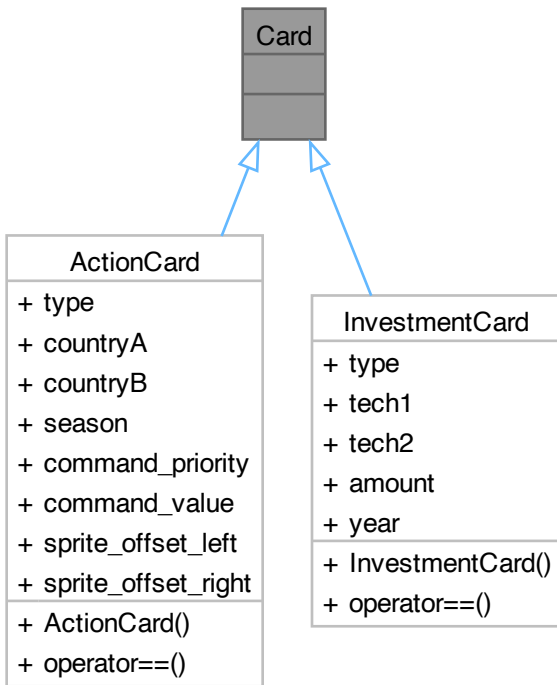 Card
ActionCard
+ type
+ countryA
+ countryB
+ season
+ command_priority
+ command_value
+ sprite_offset_left
+ sprite_offset_right
+ ActionCard()
+ operator==()
InvestmentCard
+ type
+ tech1
+ tech2
+ amount
+ year
+ InvestmentCard()
+ operator==()